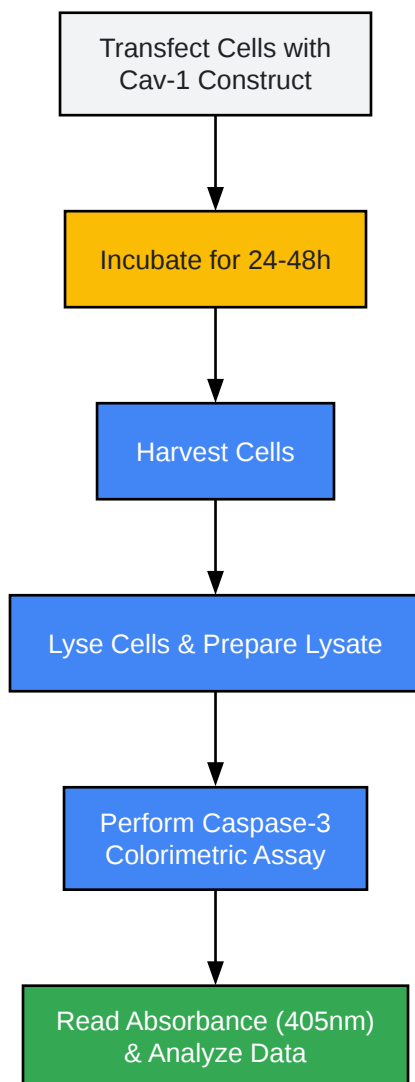 Transfect Cells with
Cav-1 Construct
Incubate for 24-48h
Harvest Cells
Lyse Cells & Prepare Lysate
Perform Caspase-3
Colorimetric Assay
Read Absorbance (405nm)
& Analyze Data